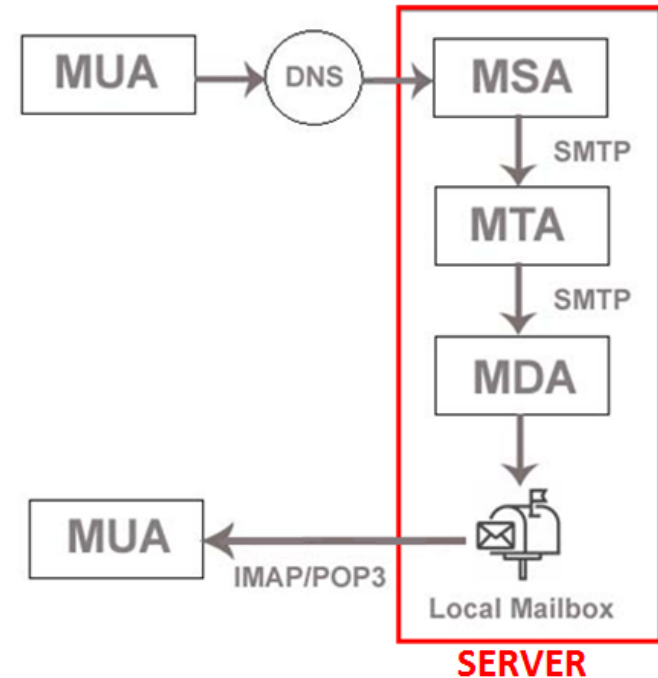 MUA
DNS
MSA
SMTP
MTA
SMTP
MDA
MUA
IMAP/POP3
Local Mailbox
SERVER